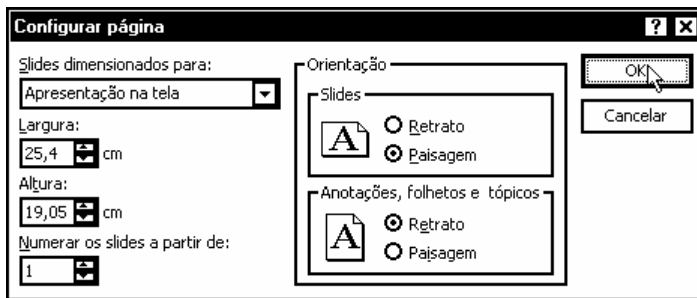 Configurar página
Slides dimensionados para:
Apresentação na tela
Largura:
25,4 cm
Altura:
19,05 cm
Numerar os slides a partir de:
1
Orientação
Slides
A
Retrato
Paisagem
Anotações, folhetos e tópicos
A
Retrato
Paisagem
OK
Cancelar